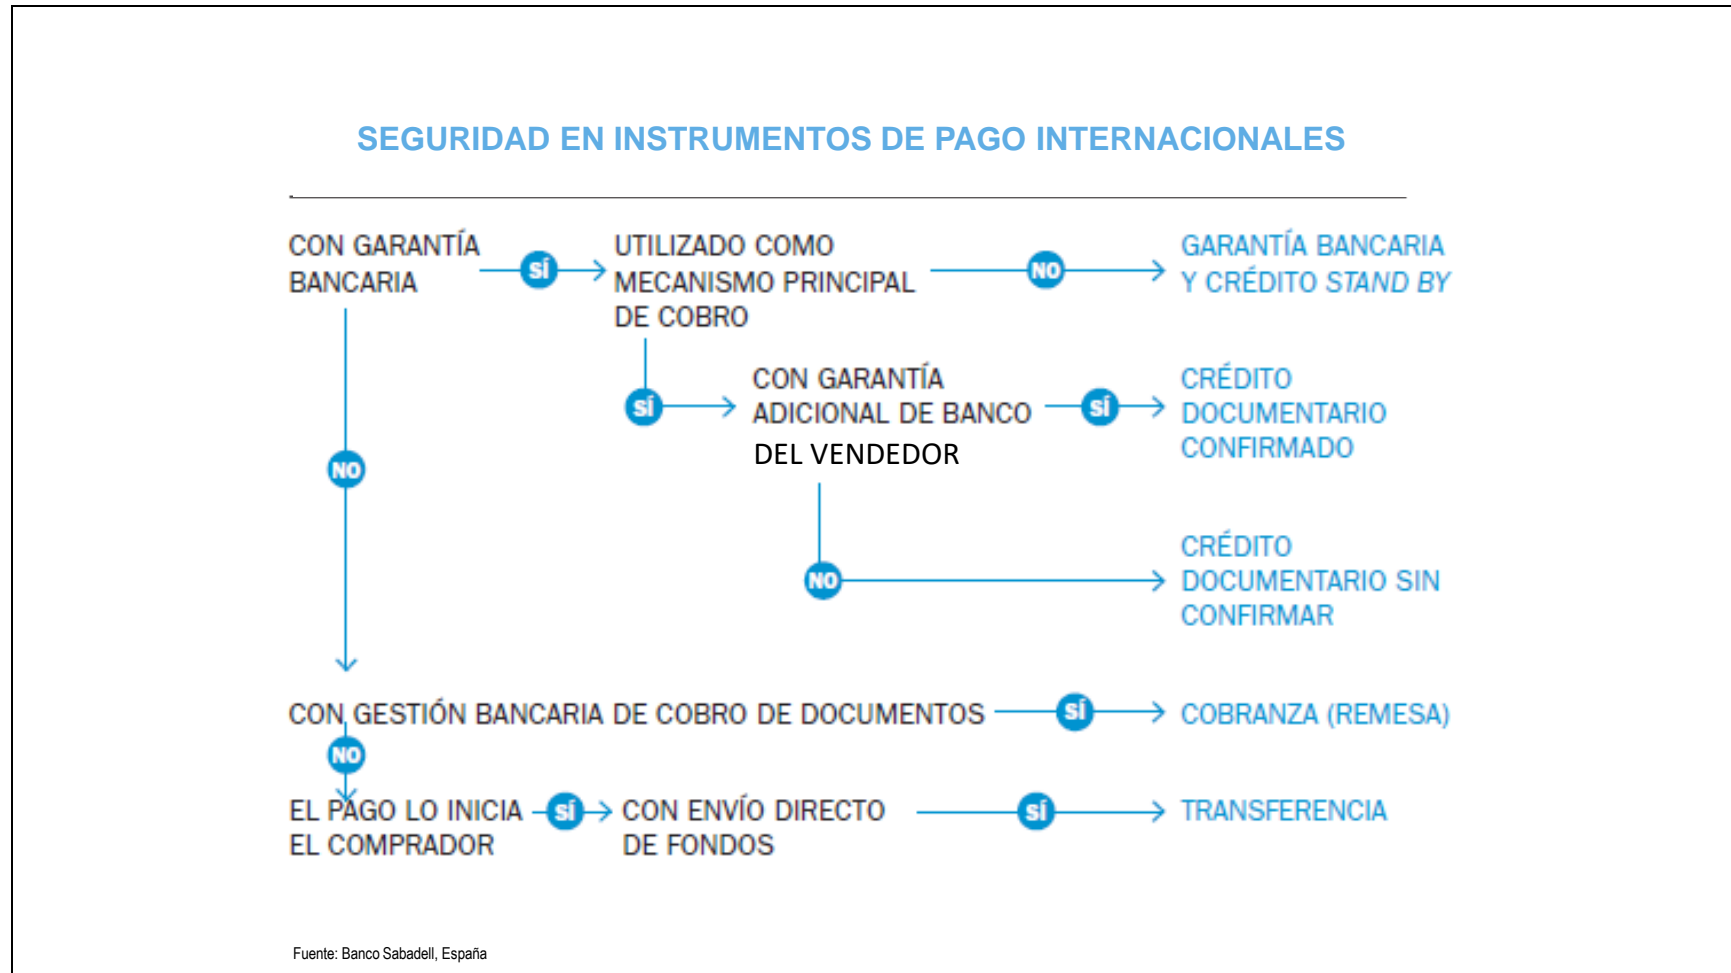 SEGURIDAD EN INSTRUMENTOS DE PAGO INTERNACIONALES
CON GARANTÍA
BANCARIA
SÍ
UTILIZADO COMO
MECANISMO PRINCIPAL
DE COBRO
NO
GARANTÍA BANCARIA
Y CRÉDITO STAND BY
SÍ
CON GARANTÍA
ADICIONAL DE BANCO
DEL VENDEDOR
SÍ
CRÉDITO
DOCUMENTARIO
CONFIRMADO
NO
NO
CRÉDITO
DOCUMENTARIO SIN
CONFIRMAR
CON GESTIÓN BANCARIA DE COBRO DE DOCUMENTOS
SÍ
COBRANZA (REMESA)
NO
EL PAGO LO INICIA
EL COMPRADOR
SÍ
CON ENVÍO DIRECTO
DE FONDOS
SÍ
TRANSFERENCIA
Fuente: Banco Sabadell, España